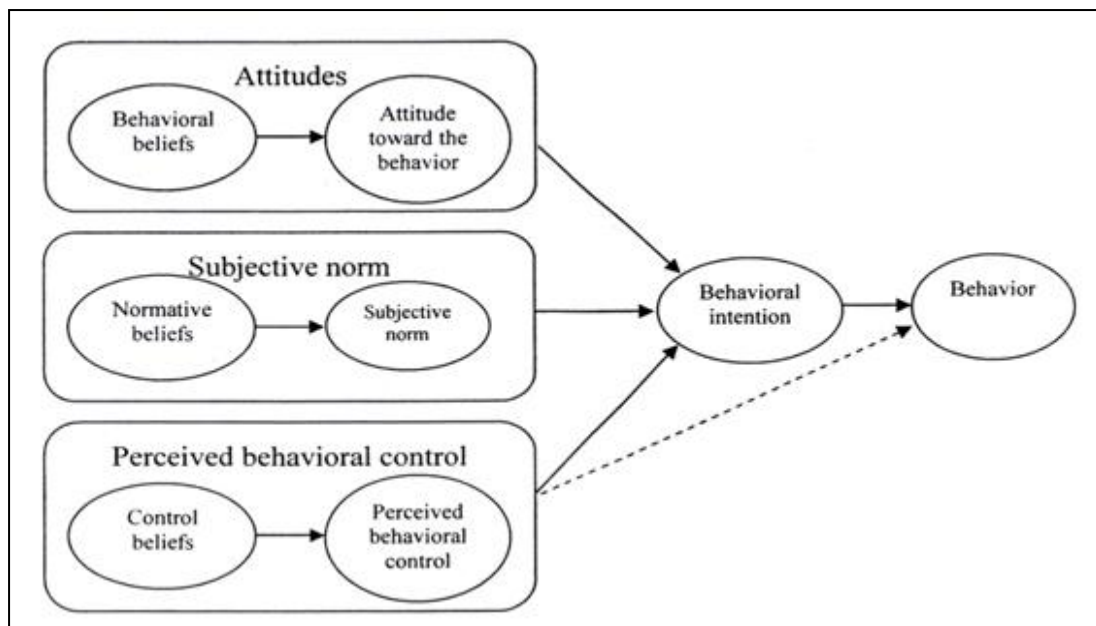 Attitudes
Behavioral
beliefs
Attitude
toward the
behavior
Subjective norm
Normative
beliefs
Subjective
norm
Perceived behavioral control
Control
beliefs
Perceived
behavioral
control
Behavioral
intention
Behavior